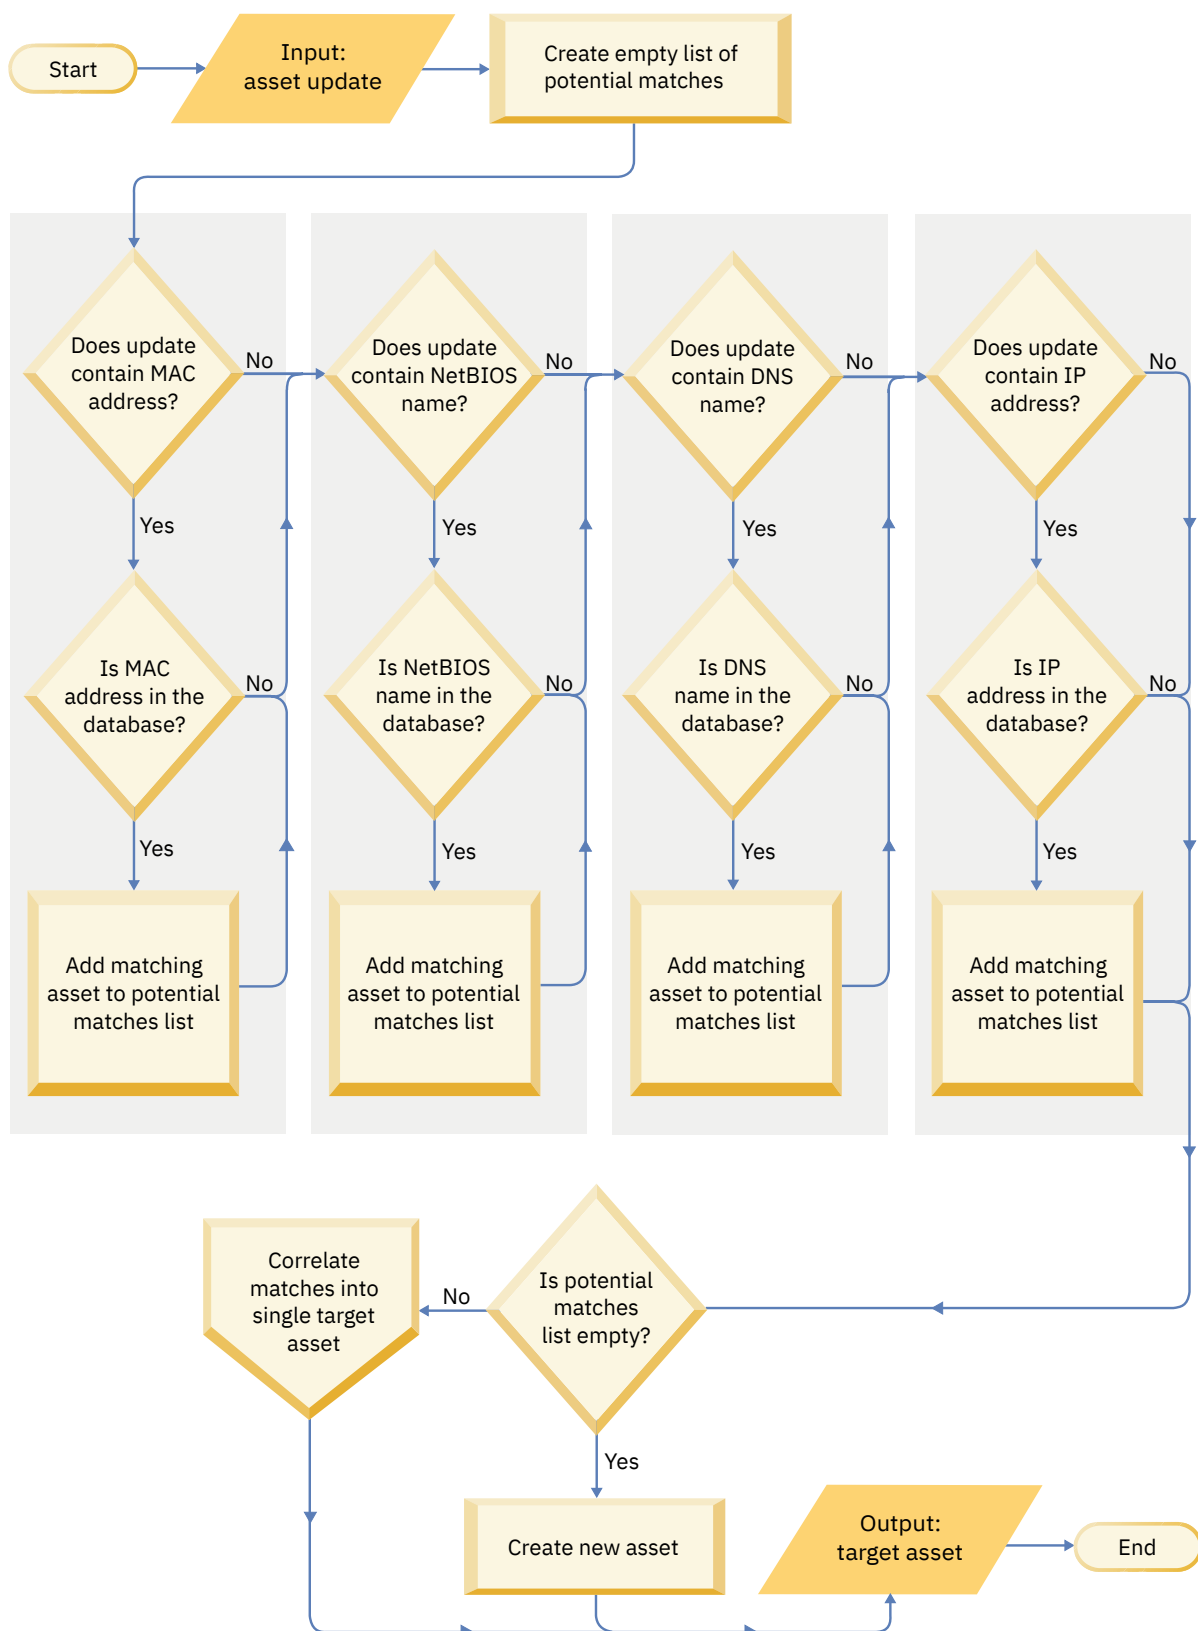 Start
Input:
asset update
Create empty list of
potential matches
Does update
contain MAC
address?
No
Yes
Is MAC
address in the
database?
No
Yes
Add matching
asset to potential
matches list
Does update
contain NetBIOS
name?
No
Yes
Is NetBIOS
name in the
database?
No
Yes
Add matching
asset to potential
matches list
Does update
contain DNS
name?
No
Yes
Is DNS
name in the
database?
No
Yes
Add matching
asset to potential
matches list
Does update
contain IP
address?
No
Yes
Is IP
address in the
database?
No
Yes
Add matching
asset to potential
matches list
Is potential
matches
list empty?
No
Correlate
matches into
single target
asset
Yes
Create new asset
Output:
target asset
End